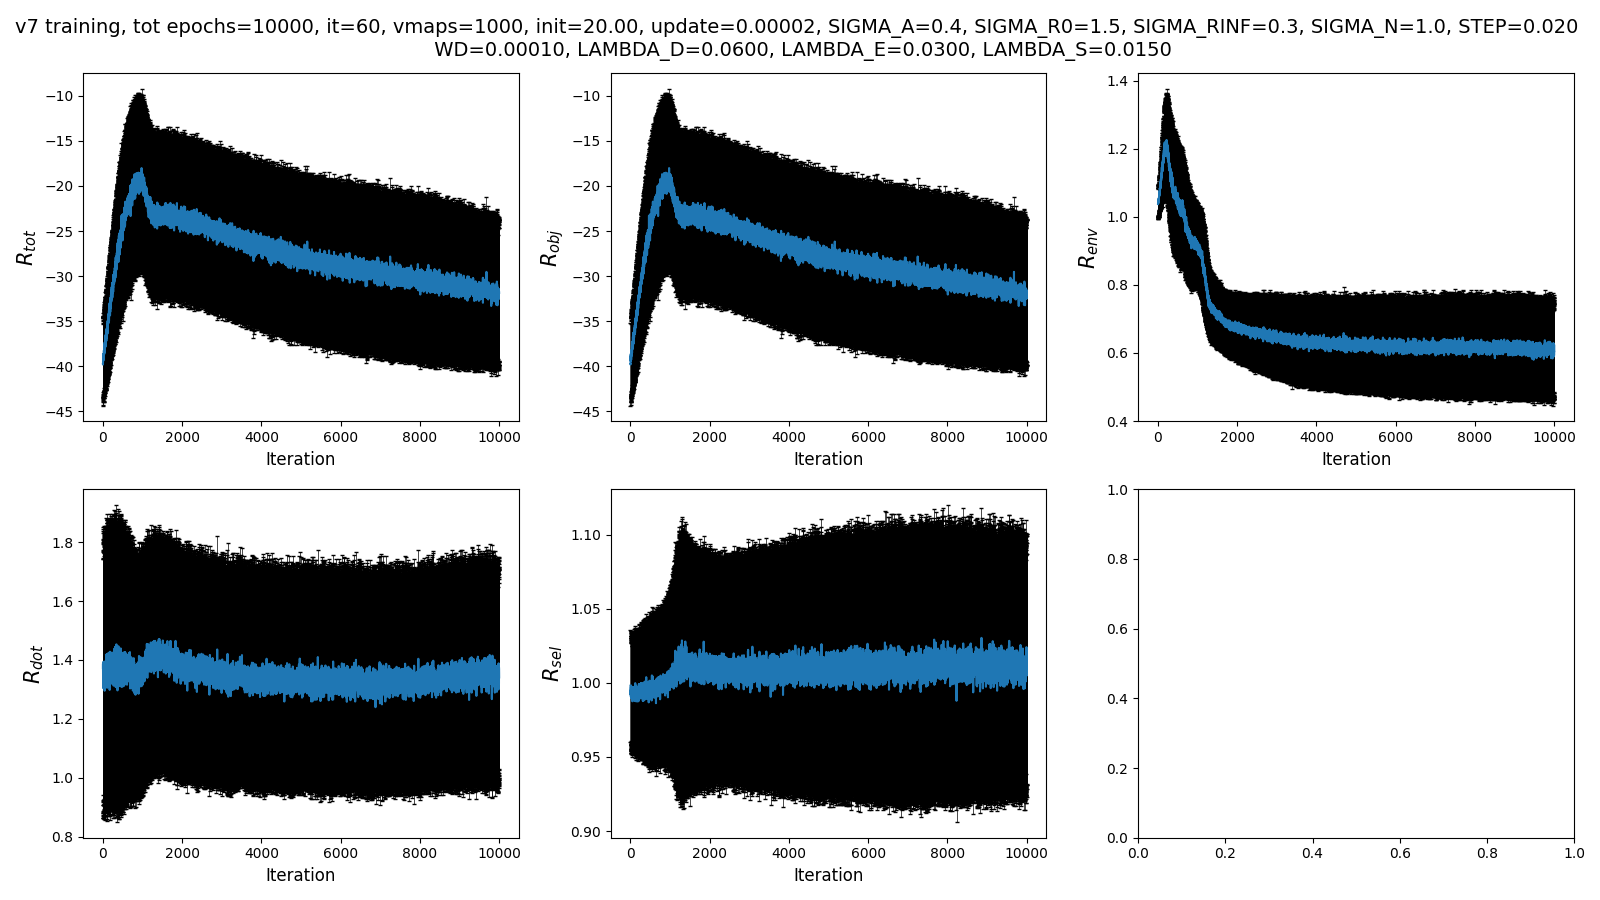 v7 training, tot epochs=10000, it=60, vmaps=1000, init=20.00, update=0.00002, SIGMA_A=0.4, SIGMA_R0=1.5, SIGMA_RINF=0.3, SIGMA_N=1.0, STEP=0.020
WD=0.00010, LAMBDA_D=0.0600, LAMBDA_E=0.0300, LAMBDA_S=0.0150
R_tot
−10
−15
−20
−25
−30
−35
−40
−45
0 2000 4000 6000 8000 10000
Iteration
R_obj
−10
−15
−20
−25
−30
−35
−40
−45
0 2000 4000 6000 8000 10000
Iteration
R_env
1.4
1.2
1.0
0.8
0.6
0.4
0 2000 4000 6000 8000 10000
Iteration
R_dot
1.8
1.6
1.4
1.2
1.0
0.8
0 2000 4000 6000 8000 10000
Iteration
R_sel
1.10
1.05
1.00
0.95
0.90
0 2000 4000 6000 8000 10000
Iteration
1.0
0.8
0.6
0.4
0.2
0.0
0.0 0.2 0.4 0.6 0.8 1.0